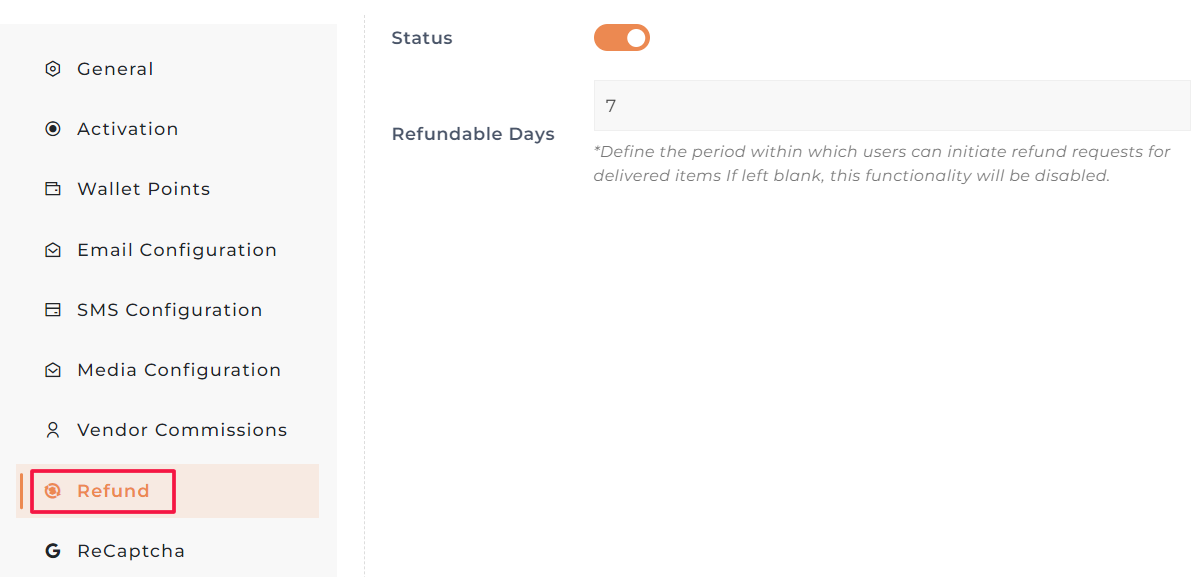 General
Activation
Wallet Points
Email Configuration
SMS Configuration
Media Configuration
Vendor Commissions
Refund
ReCaptcha
Status
Refundable Days
7
*Define the period within which users can initiate refund requests for
delivered items If left blank, this functionality will be disabled.